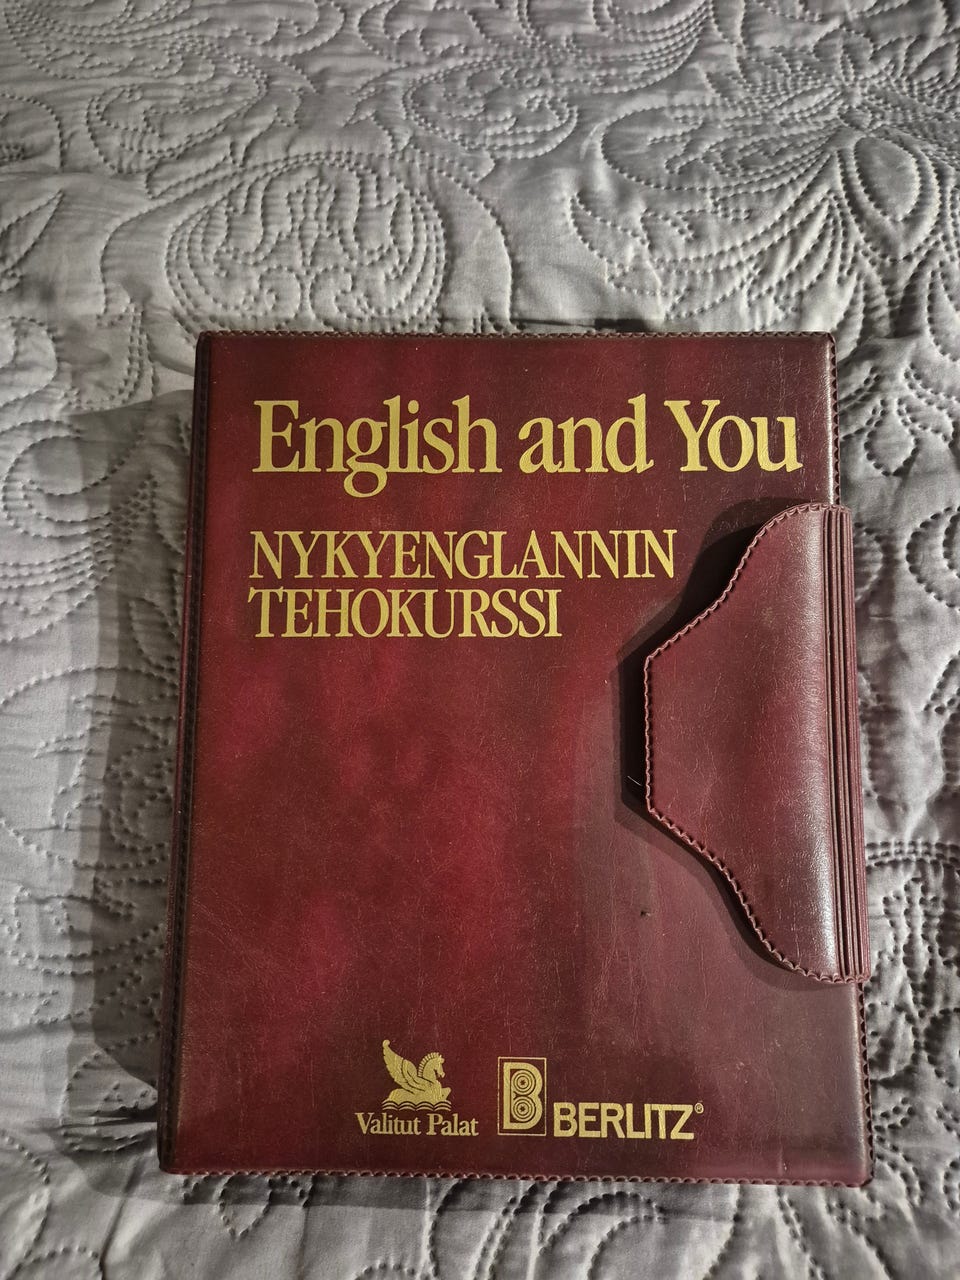 English and You
NYKYENGLANNIN
TEHOKURSSI
Valitut Palat
B BERLITZ®